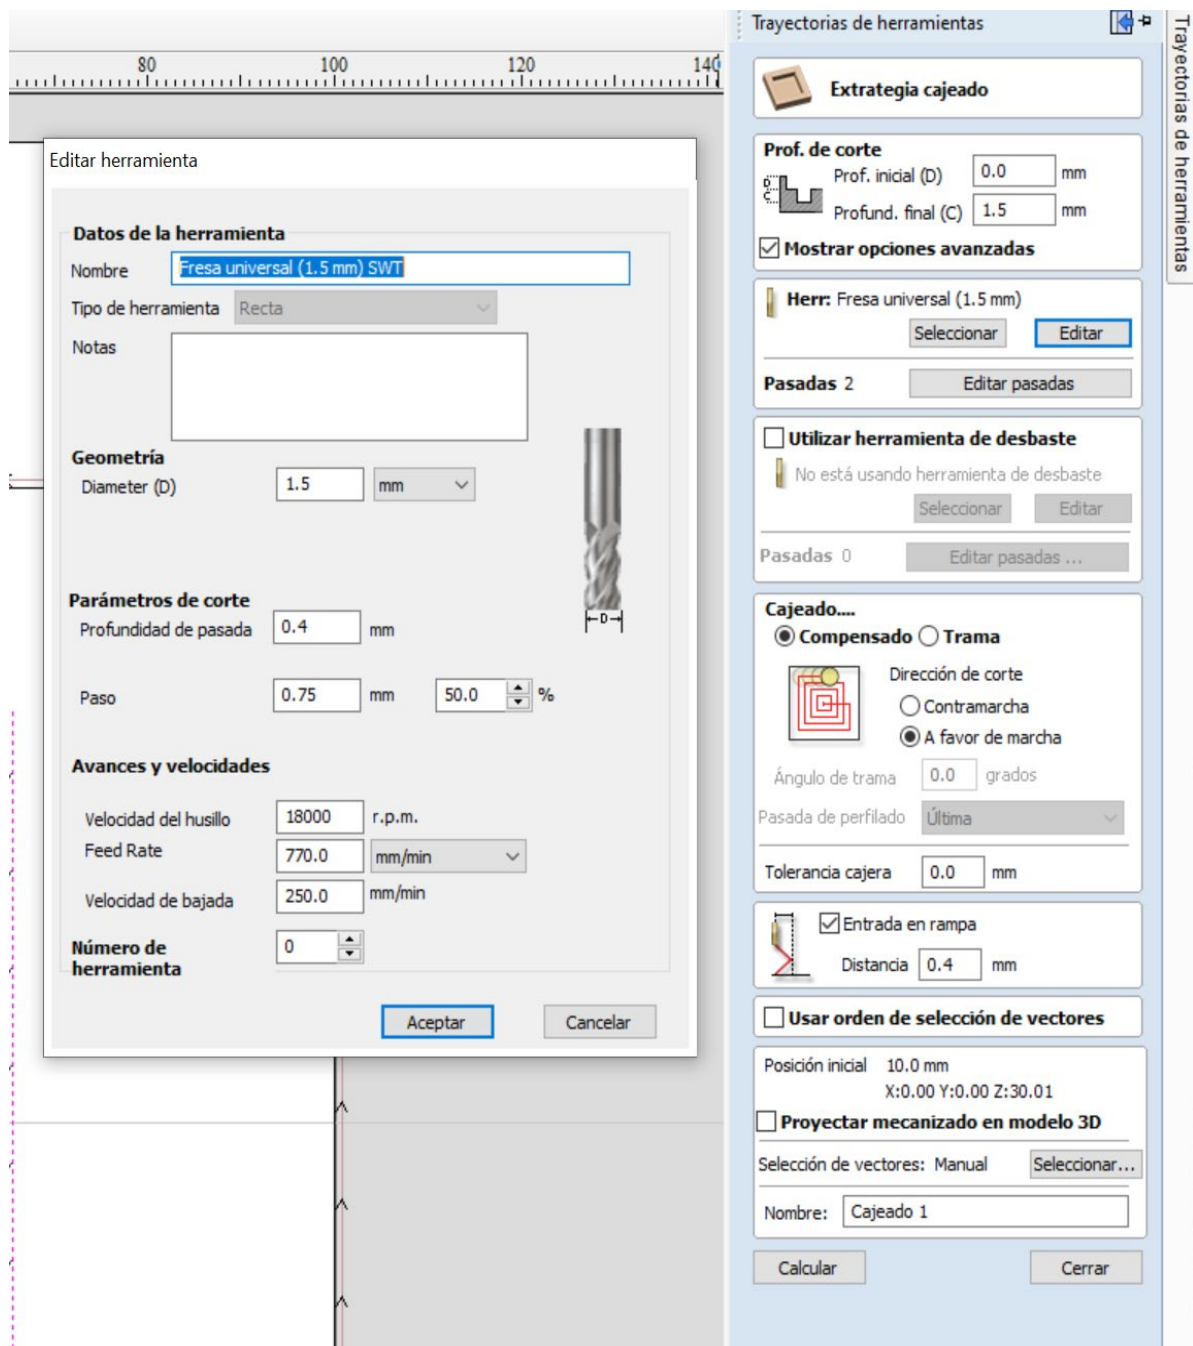 Trayectorias de herramientas
Trayectorias de herramientas
80 100 120 140
Editar herramienta
Datos de la herramienta
Nombre Fresa universal (1.5 mm) SWT
Tipo de herramienta Recta
Notas
Geometría
Diameter (D) 1.5 mm
D
Parámetros de corte
Profundidad de pasada 0.4 mm
Paso 0.75 mm 50.0 %
Avances y velocidades
Velocidad del husillo 18000 r.p.m.
Feed Rate 770.0 mm/min
Velocidad de bajada 250.0 mm/min
Número de 0
herramienta
Aceptar Cancelar
Extrategia cajeado
Prof. de corte
D Prof. inicial (D) 0.0 mm
C Profund. final (C) 1.5 mm
Mostrar opciones avanzadas
Herr: Fresa universal (1.5 mm)
Seleccionar Editar
Pasadas 2 Editar pasadas
Utilizar herramienta de desbaste
No está usando herramienta de desbaste
Seleccionar Editar
Pasadas 0 Editar pasadas ...
Cajeado....
Compensado Trama
Dirección de corte
Contramarcha
A favor de marcha
Ángulo de trama 0.0 grados
Pasada de perfilado Última
Tolerancia cajera 0.0 mm
Entrada en rampa
Distancia 0.4 mm
Usar orden de selección de vectores
Posición inicial 10.0 mm
X:0.00 Y:0.00 Z:30.01
Proyectar mecanizado en modelo 3D
Selección de vectores: Manual Seleccionar...
Nombre: Cajeado 1
Calcular Cerrar